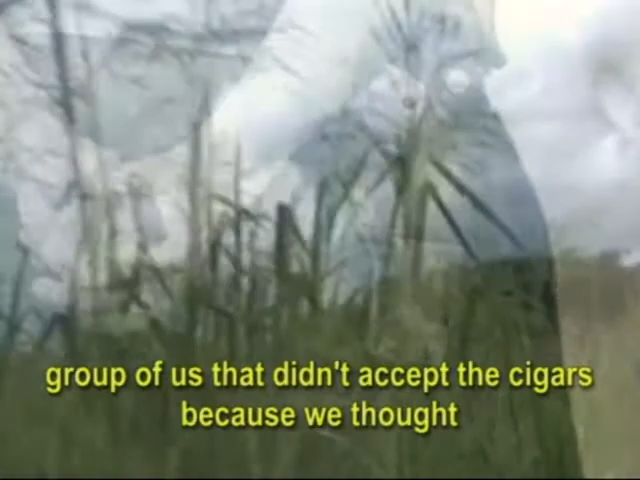 group of us that didn't accept the cigars
because we thought